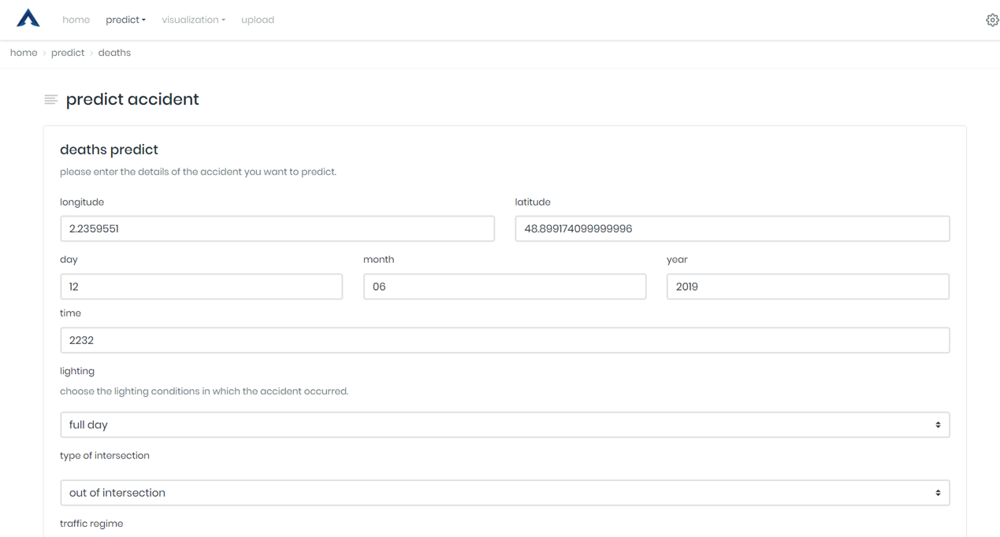 home predict visualization upload
home > predict > deaths
predict accident
deaths predict
please enter the details of the accident you want to predict.
longitude latitude
2.2359551 48.899174099999996
day month year
12 06 2019
time
2232
lighting
choose the lighting conditions in which the accident occurred.
full day
type of intersection
out of intersection
traffic regime